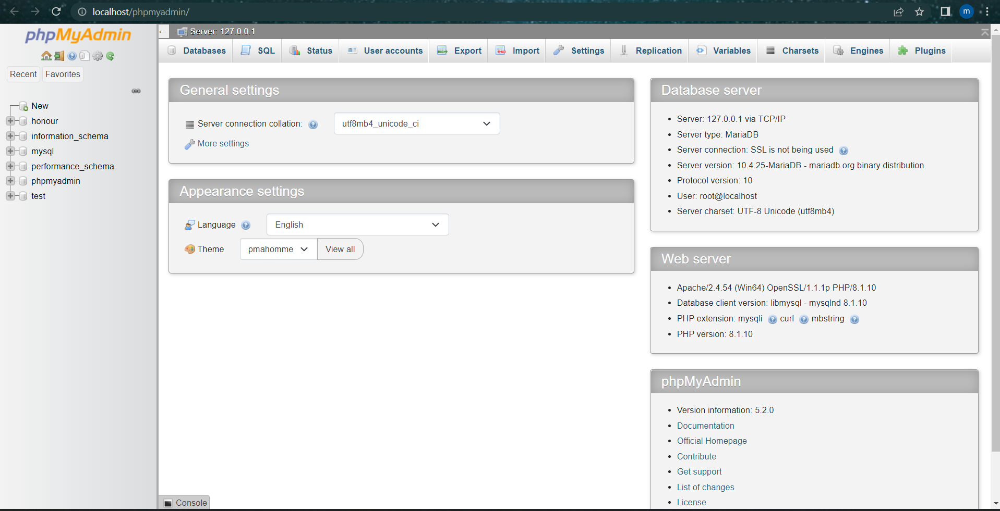 localhost/phpmyadmin/
m
phpMyAdmin
Recent
Favorites
New
honour
information_schema
mysql
performance_schema
phpmyadmin
test
Server: 127.0.0.1
Databases
SQL
Status
User accounts
Export
Import
Settings
Replication
Variables
Charsets
Engines
Plugins
General settings
Server connection collation:
utf8mb4_unicode_ci
More settings
Appearance settings
Language
English
Theme
pmahomme
View all
Database server
Server: 127.0.0.1 via TCP/IP
Server type: MariaDB
Server connection: SSL is not being used
Server version: 10.4.25-MariaDB - mariadb.org binary distribution
Protocol version: 10
User: root@localhost
Server charset: UTF-8 Unicode (utf8mb4)
Web server
Apache/2.4.54 (Win64) OpenSSL/1.1.1p PHP/8.1.10
Database client version: libmysql - mysqlnd 8.1.10
PHP extension: mysqli curl mbstring
PHP version: 8.1.10
phpMyAdmin
Version information: 5.2.0
Documentation
Official Homepage
Contribute
Get support
List of changes
License
Console